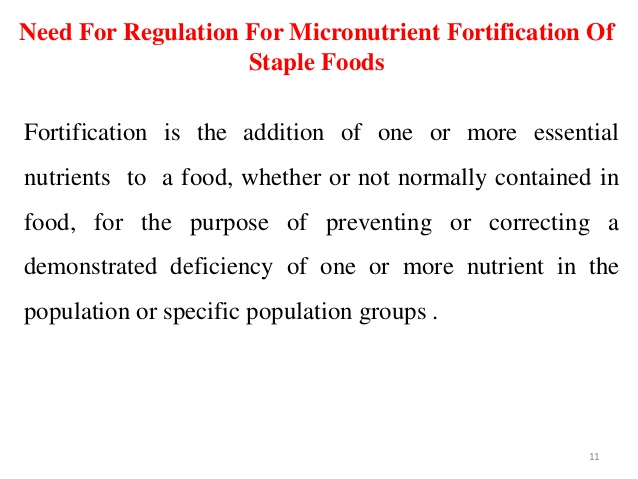 Need For Regulation For Micronutrient Fortification Of
Staple Foods
Fortification is the addition of one or more essential
nutrients to a food, whether or not normally contained in
food, for the purpose of preventing or correcting a
demonstrated deficiency of one or more nutrient in the
population or specific population groups .
11